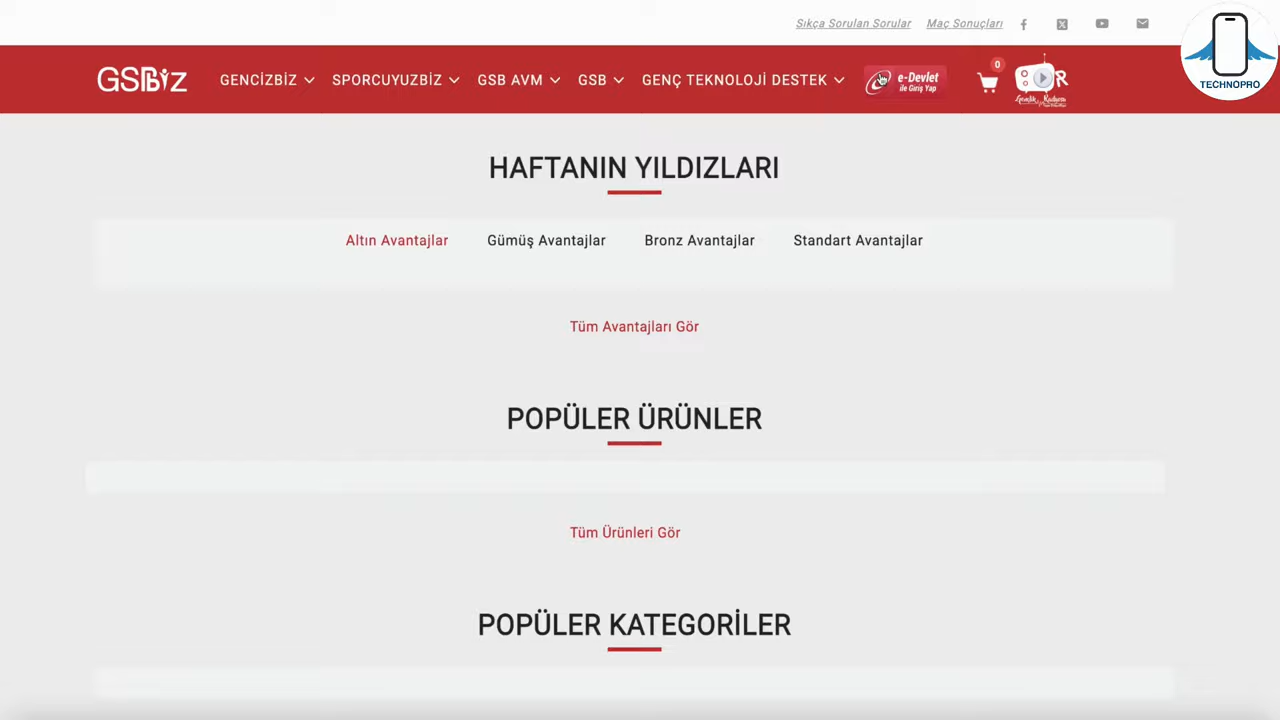 Sıkça Sorulan Sorular Maç Sonuçları
TECHNOPRO
GSBBİZ GENCİZBİZ SPORCUYUZBİZ GSB AVM GSB GENÇ TEKNOLOJİ DESTEK e-Devlet ile Giriş Yap 0
HAFTANIN YILDIZLARI
Altın Avantajlar Gümüş Avantajlar Bronz Avantajlar Standart Avantajlar
Tüm Avantajları Gör
POPÜLER ÜRÜNLER
Tüm Ürünleri Gör
POPÜLER KATEGORİLER